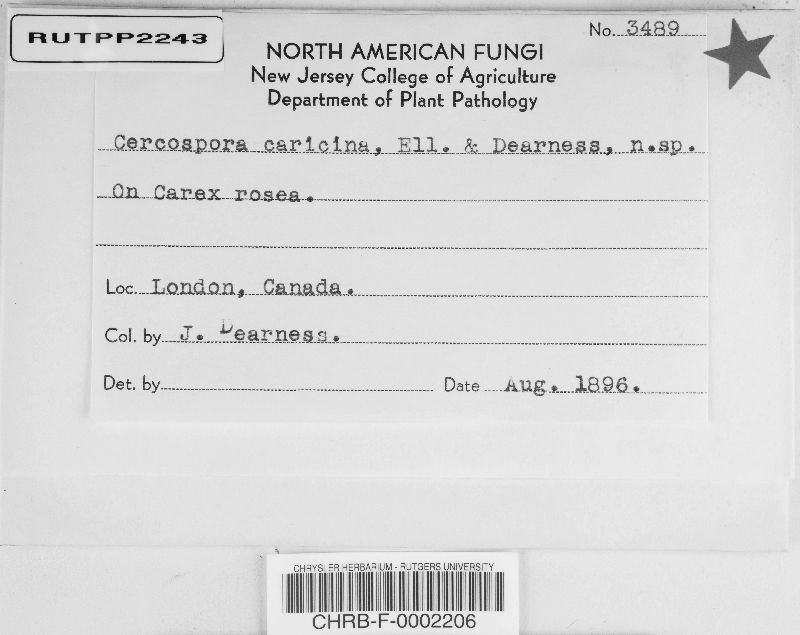 RUTPP2243
No. 3489
NORTH AMERICAN FUNGI
New Jersey College of Agriculture
Department of Plant Pathology
Cercospora caricina, Ell. & Dearness, n.sp.
On Carex rosea.
Loc. London, Canada.
Col. by J. Dearness.
Det. by
Date Aug. 1896.
CHRYSLER HERBARIUM - RUTGERS UNIVERSITY
CHRB-F-0002206